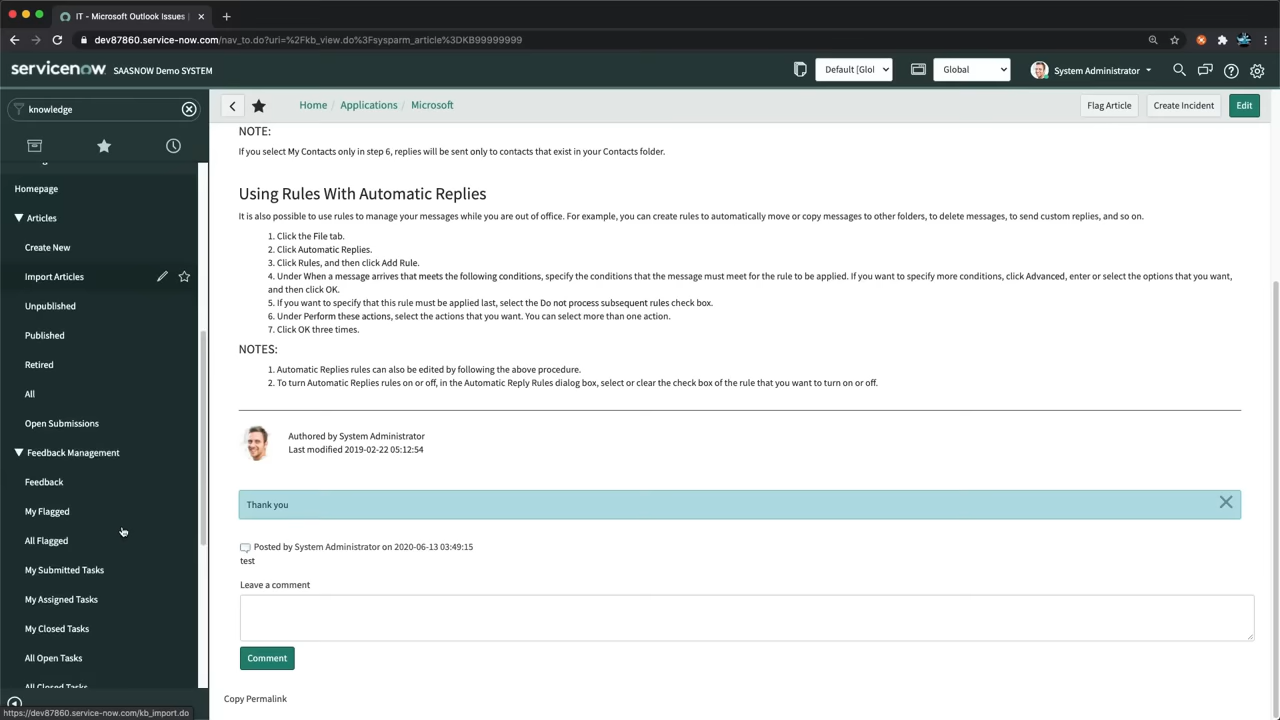 IT - Microsoft Outlook Issues |
dev87860.service-now.com/nav_to.do?uri=%2Fkb_view.do%3Fsysparm_article%3DKB99999999
servicenow SAASNOW Demo SYSTEM
Default [Glol
Global
System Administrator
knowledge
Homepage
Articles
Create New
Import Articles
Unpublished
Published
Retired
All
Open Submissions
Feedback Management
Feedback
My Flagged
All Flagged
My Submitted Tasks
My Assigned Tasks
My Closed Tasks
All Open Tasks
All Closed Tasks
https://dev87860.service-now.com/kb_import.do
Home / Applications / Microsoft
Flag Article
Create Incident
Edit
NOTE:
If you select My Contacts only in step 6, replies will be sent only to contacts that exist in your Contacts folder.
Using Rules With Automatic Replies
It is also possible to use rules to manage your messages while you are out of office. For example, you can create rules to automatically move or copy messages to other folders, to delete messages, to send custom replies, and so on.
1. Click the File tab.
2. Click Automatic Replies.
3. Click Rules, and then click Add Rule.
4. Under When a message arrives that meets the following conditions, specify the conditions that the message must meet for the rule to be applied. If you want to specify more conditions, click Advanced, enter or select the options that you want,
and then click OK.
5. If you want to specify that this rule must be applied last, select the Do not process subsequent rules check box.
6. Under Perform these actions, select the actions that you want. You can select more than one action.
7. Click OK three times.
NOTES:
1. Automatic Replies rules can also be edited by following the above procedure.
2. To turn Automatic Replies rules on or off, in the Automatic Reply Rules dialog box, select or clear the check box of the rule that you want to turn on or off.
Authored by System Administrator
Last modified 2019-02-22 05:12:54
Thank you
Posted by System Administrator on 2020-06-13 03:49:15
test
Leave a comment
Comment
Copy Permalink